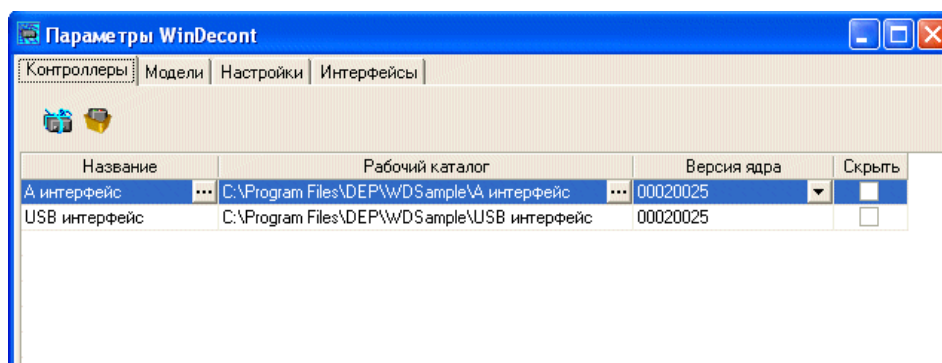 Параметры WinDecont
Контроллеры Модели Настройки Интерфейсы
Название Рабочий каталог Версия ядра Скрыть
А интерфейс ... C:\Program Files\DEP\WDSample\А интерфейс ... 00020025
USB интерфейс C:\Program Files\DEP\WDSample\USB интерфейс 00020025